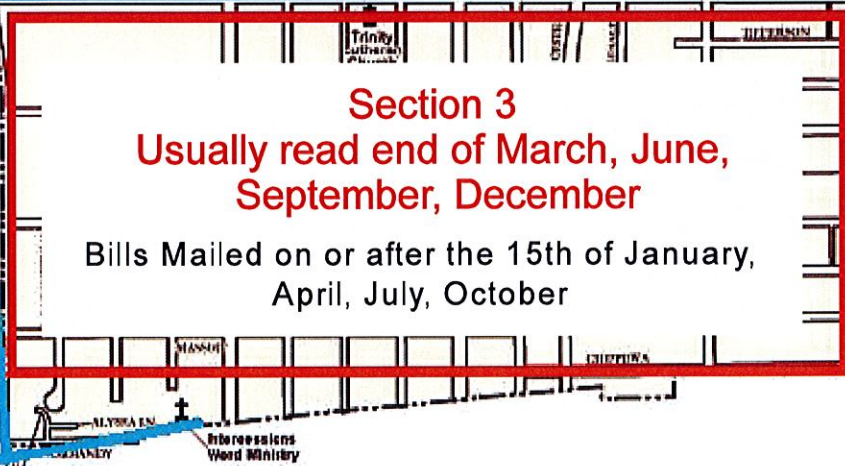 Trinity
Lutheran
Church
JEFFERSON
Section 3
Usually read end of March, June,
September, December
Bills Mailed on or after the 15th of January,
April, July, October
CHIPPEWA
ALYSSA LN
Intercessions
Word Ministry